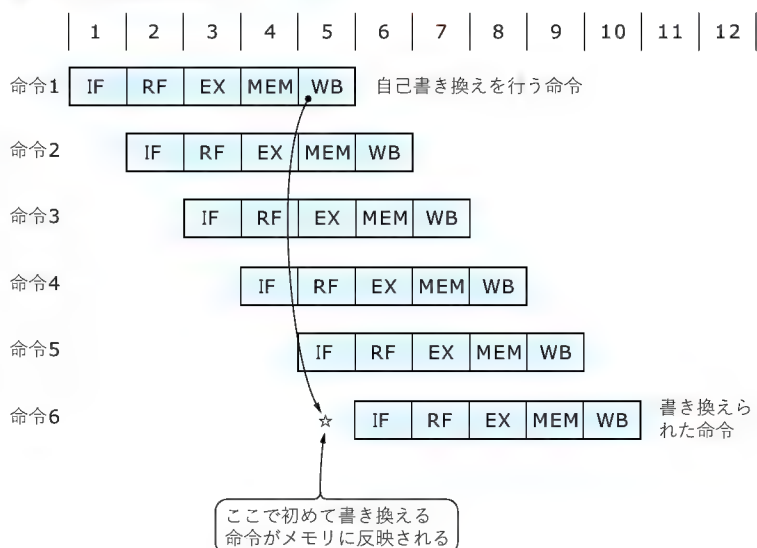 1 2 3 4 5 6 7 8 9 10 11 12
命令1 IF RF EX MEM WB 自己書き換えを行う命令
命令2 IF RF EX MEM WB
命令3 IF RF EX MEM WB
命令4 IF RF EX MEM WB
命令5 IF RF EX MEM WB
命令6 ☆ IF RF EX MEM WB 書き換えら
れた命令
ここで初めて書き換える
命令がメモリに反映される